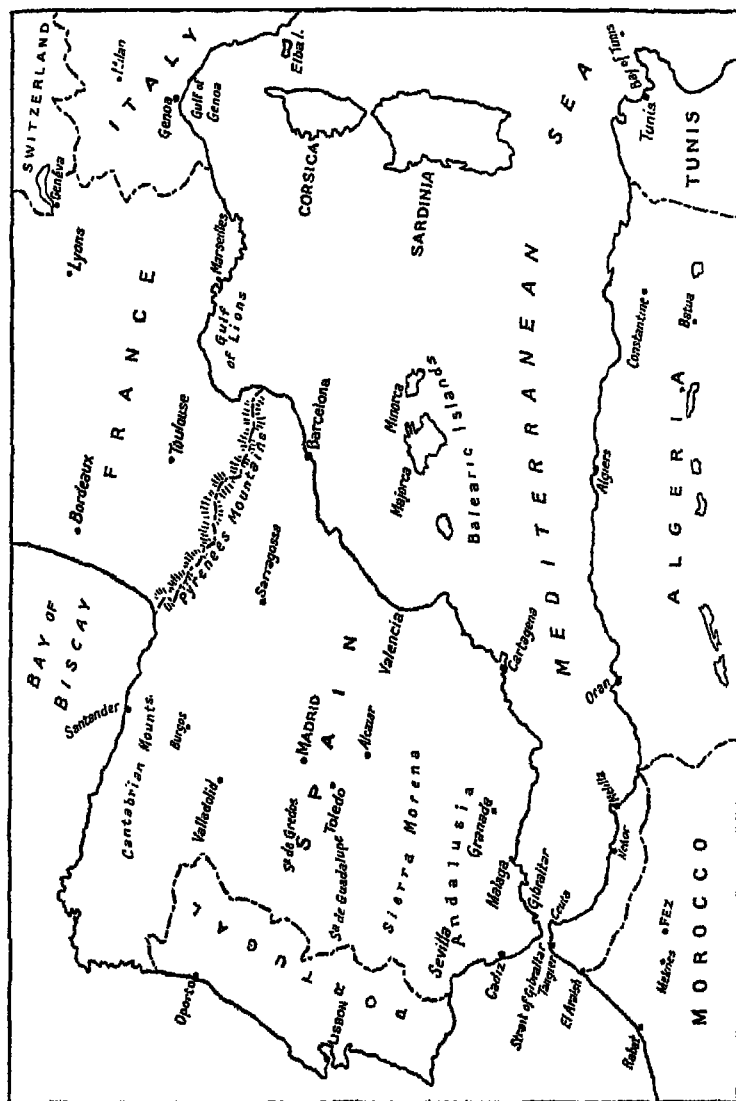 SWITZERLAND
Geneva
Milan
ITALY
Genoa
Gulf of
Genoa
Elba I.
Lyons
FRANCE
Bordeaux
Toulouse
Marseilles
Gulf
of Lions
Pyrenees Mountains
BAY OF
BISCAY
Santander
Cantabrian Mounts.
Burgos
Valladolid
Sarragossa
Barcelona
CORSICA
SARDINIA
Minorca
Majorca
Balearic Islands
MEDITERRANEAN
SEA
SPAIN
MADRID
Sa de Gredos
Toledo
Alcazar
Valencia
Sa de Guadalupe
Sierra Morena
Andalusia
Granada
Sevilla
Malaga
Cartagena
Cadiz
Gibraltar
Strait of Gibraltar
PORTUGAL
Oporto
LISBON
Tangier
Ceuta
El Araish
Rabat
Meknes
FEZ
MOROCCO
Melilla
Oran
Algiers
ALGERIA
Constantine
Batua
Bay of Tunis
Tunis
TUNIS